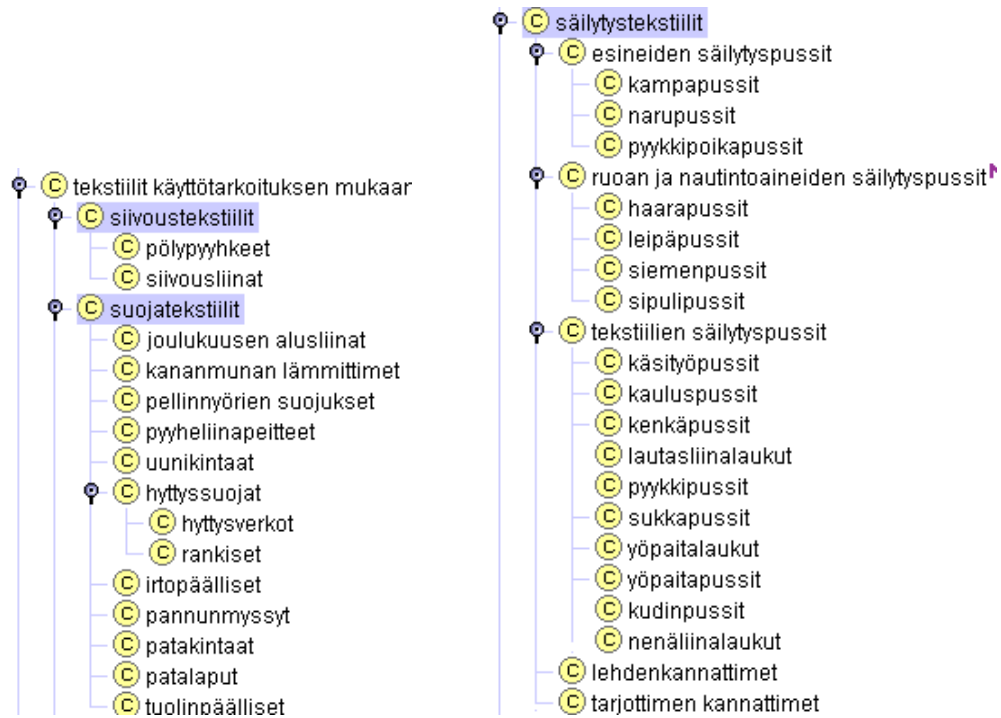 tekstiilit käyttötarkoituksen mukaar
siivoustekstiilit
pölypyyhkeet
siivousliinat
suojatekstiilit
joulukuusen alusliinat
kananmunan lämmittimet
pellinnyörien suojukset
pyyheliinapeitteet
uunikintaat
hyttyssuojat
hyttysverkot
rankiset
irtopäälliset
pannunmyssyt
patakintaat
patalaput
tuolinpäälliset
säilytystekstiilit
esineiden säilytyspussit
kampapussit
narupussit
pyykkipoikapussit
ruoan ja nautintoaineiden säilytyspussit
haarapussit
leipäpussit
siemenpussit
sipulipussit
tekstiilien säilytyspussit
käsityöpussit
kauluspussit
kenkäpussit
lautasliinalaukut
pyykkipussit
sukkapussit
yöpaitalaukut
yöpaitapussit
kudinpussit
nenäliinalaukut
lehdenkannattimet
tarjottimen kannattimet